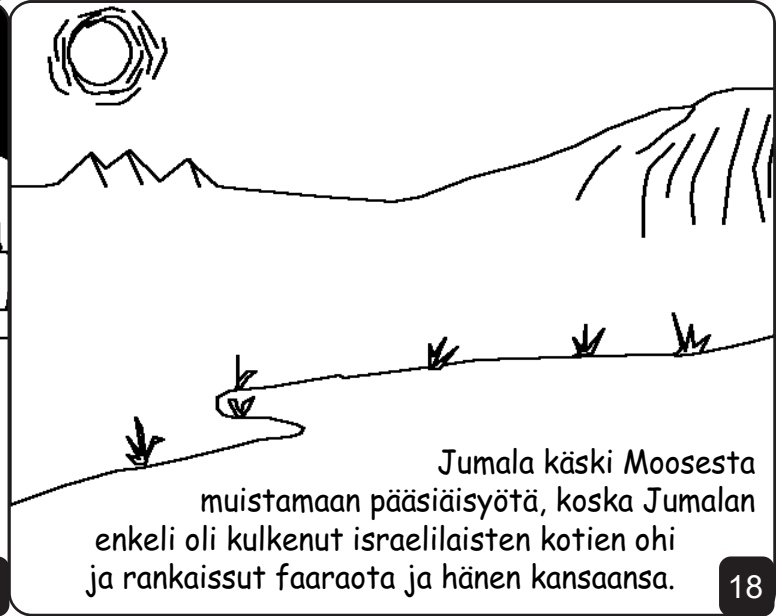 Jumala käski Moosesta
muistamaan pääsiäisyötä, koska Jumalan
enkeli oli kulkenut israelilaisten kotien ohi
ja rankaissut faaraota ja hänen kansaansa.
18